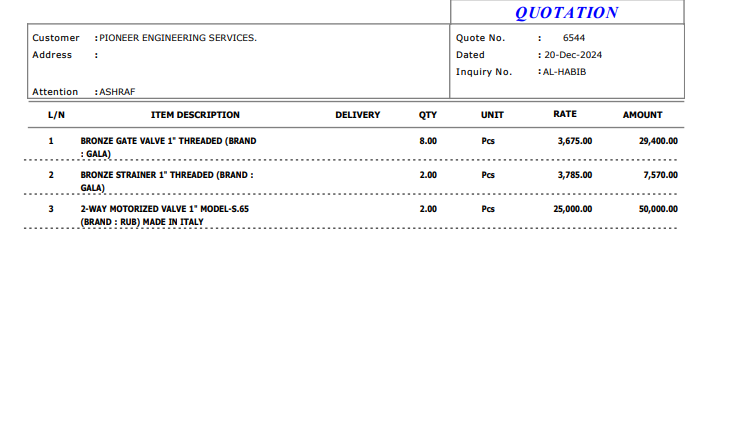 QUOTATION
Customer : PIONEER ENGINEERING SERVICES.
Quote No. : 6544
Address :
Dated : 20-Dec-2024
Inquiry No. : AL-HABIB
Attention : ASHRAF
L/N ITEM DESCRIPTION DELIVERY QTY UNIT RATE AMOUNT
1 BRONZE GATE VALVE 1" THREADED (BRAND 8.00 Pcs 3,675.00 29,400.00
: GALA)
2 BRONZE STRAINER 1" THREADED (BRAND : 2.00 Pcs 3,785.00 7,570.00
GALA)
3 2-WAY MOTORIZED VALVE 1" MODEL-S.65 2.00 Pcs 25,000.00 50,000.00
(BRAND : RUB) MADE IN ITALY